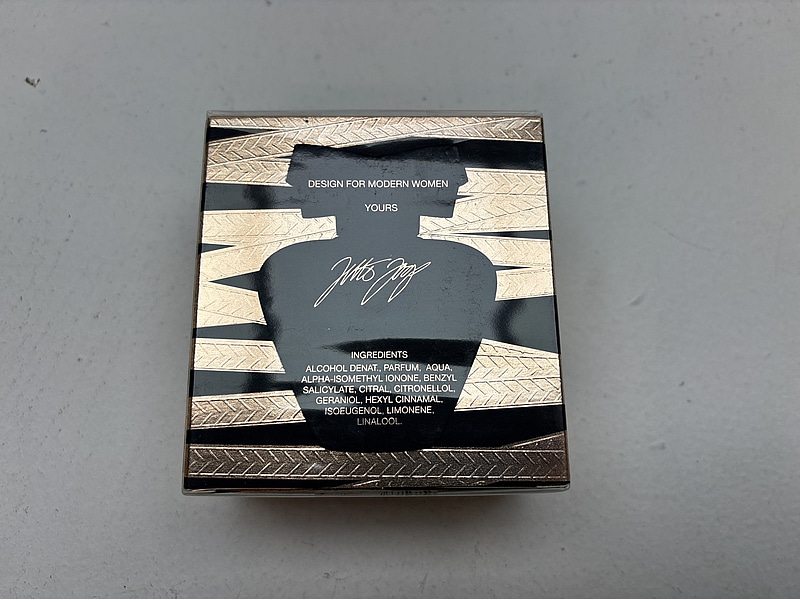 DESIGN FOR MODERN WOMEN
YOURS
INGREDIENTS
ALCOHOL DENAT., PARFUM, AQUA,
ALPHA-ISOMETHYL IONONE, BENZYL
SALICYLATE, CITRAL, CITRONELLOL,
GERANIOL, HEXYL CINNAMAL,
ISOEUGENOL, LIMONENE,
LINALOOL.